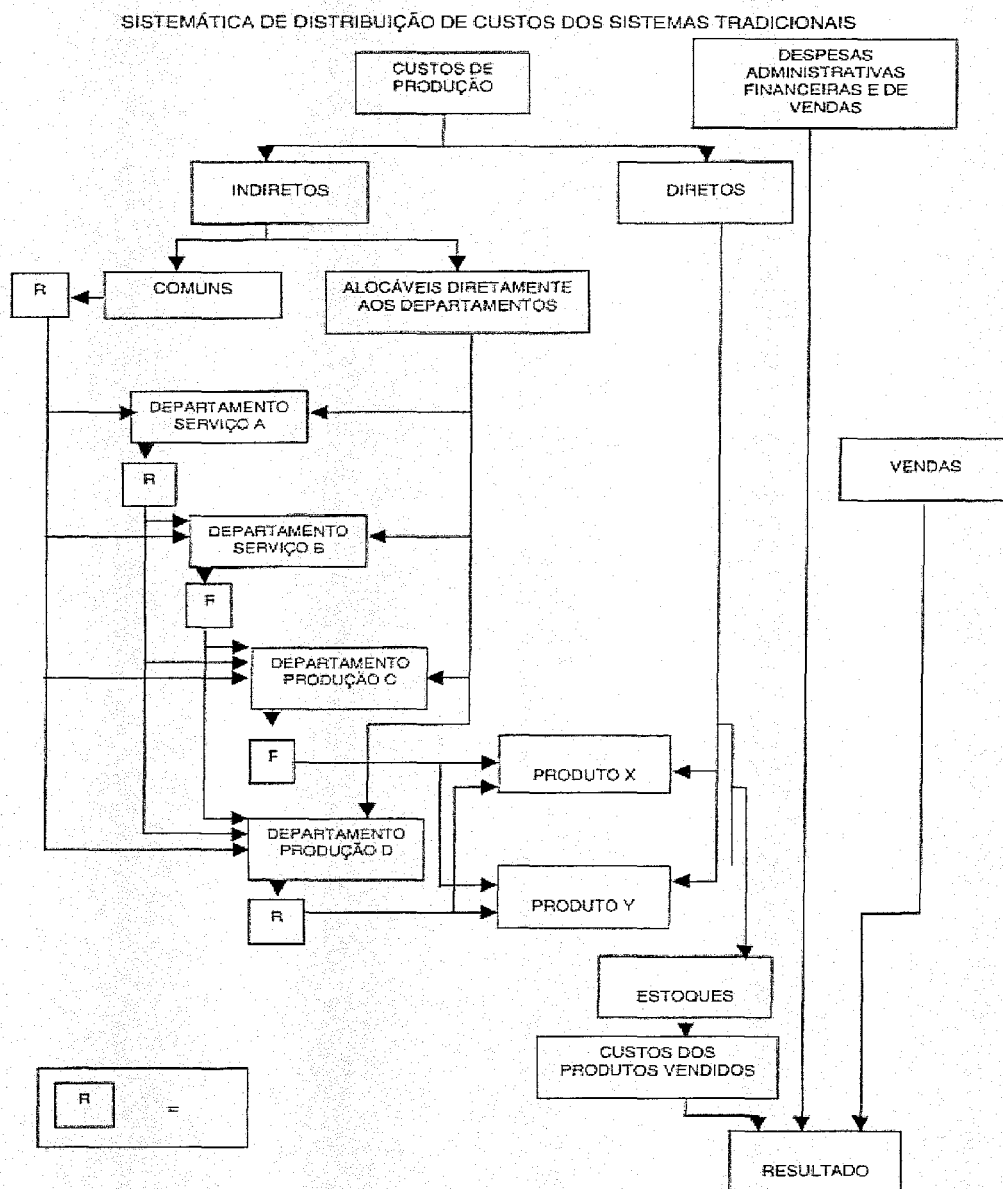 SISTEMÁTICA DE DISTRIBUIÇÃO DE CUSTOS DOS SISTEMAS TRADICIONAIS
CUSTOS DE
PRODUÇÃO
DESPESAS
ADMINISTRATIVAS
FINANCEIRAS E DE
VENDAS
INDIRETOS
DIRETOS
R
COMUNS
ALOCÁVEIS DIRETAMENTE
AOS DEPARTAMENTOS
DEPARTAMENTO
SERVIÇO A
R
VENDAS
DEPARTAMENTO
SERVIÇO B
F
DEPARTAMENTO
PRODUÇÃO C
F
PRODUTO X
DEPARTAMENTO
PRODUÇÃO D
R
PRODUTO Y
ESTOQUES
CUSTOS DOS
PRODUTOS VENDIDOS
R =
RESULTADO